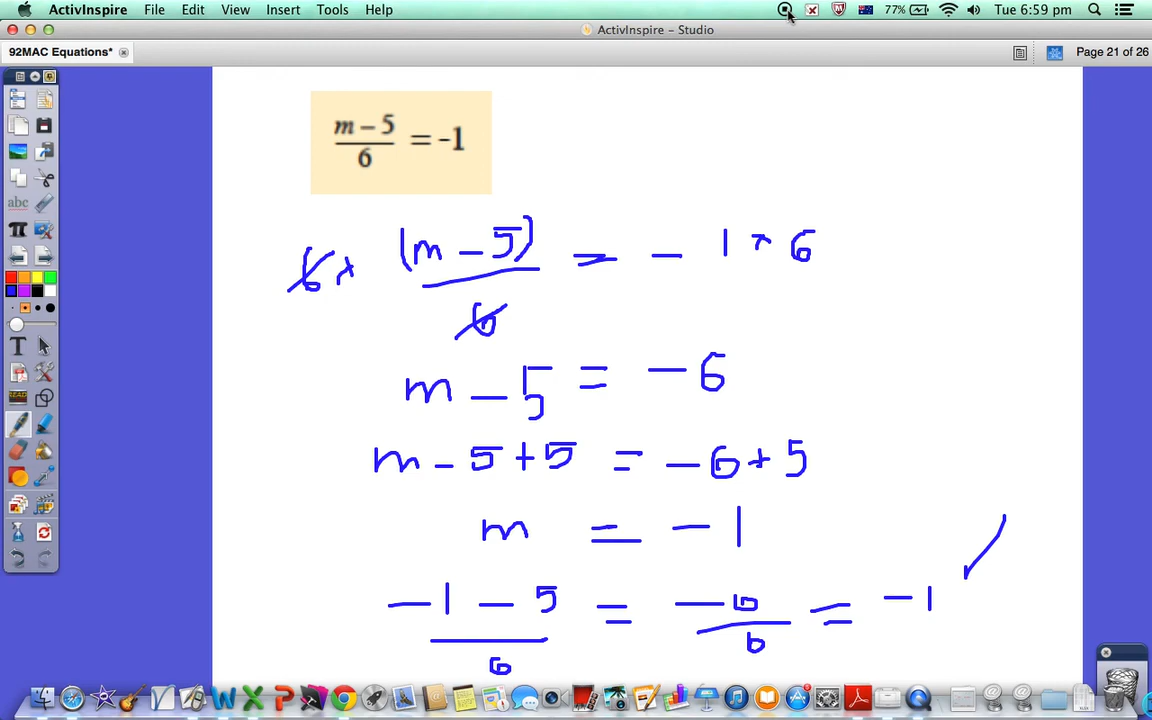 ActivInspire File Edit View Insert Tools Help 77% Tue 6:59 pm
ActivInspire – Studio
92MAC Equations* Page 21 of 26
m – 5 / 6 = -1
6 × (m – 5) / 6 = – 1 × 6
m – 5 = – 6
m – 5 + 5 = – 6 + 5
m = – 1
– 1 – 5 / 6 = – 6 / 6 = – 1 ✓
abc
T